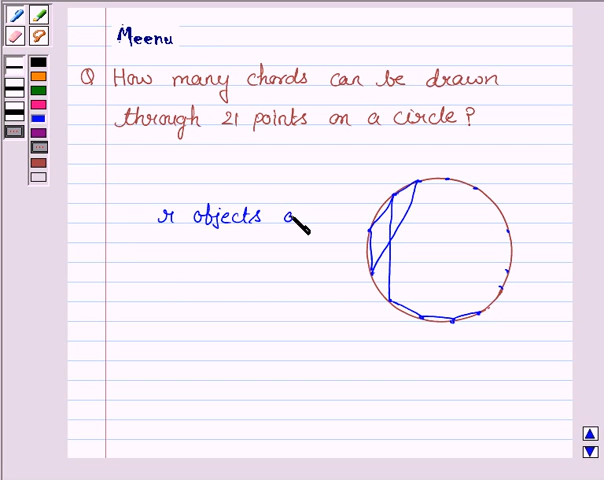 Meenu
Q How many chords can be drawn
through 21 points on a circle?
r objects o